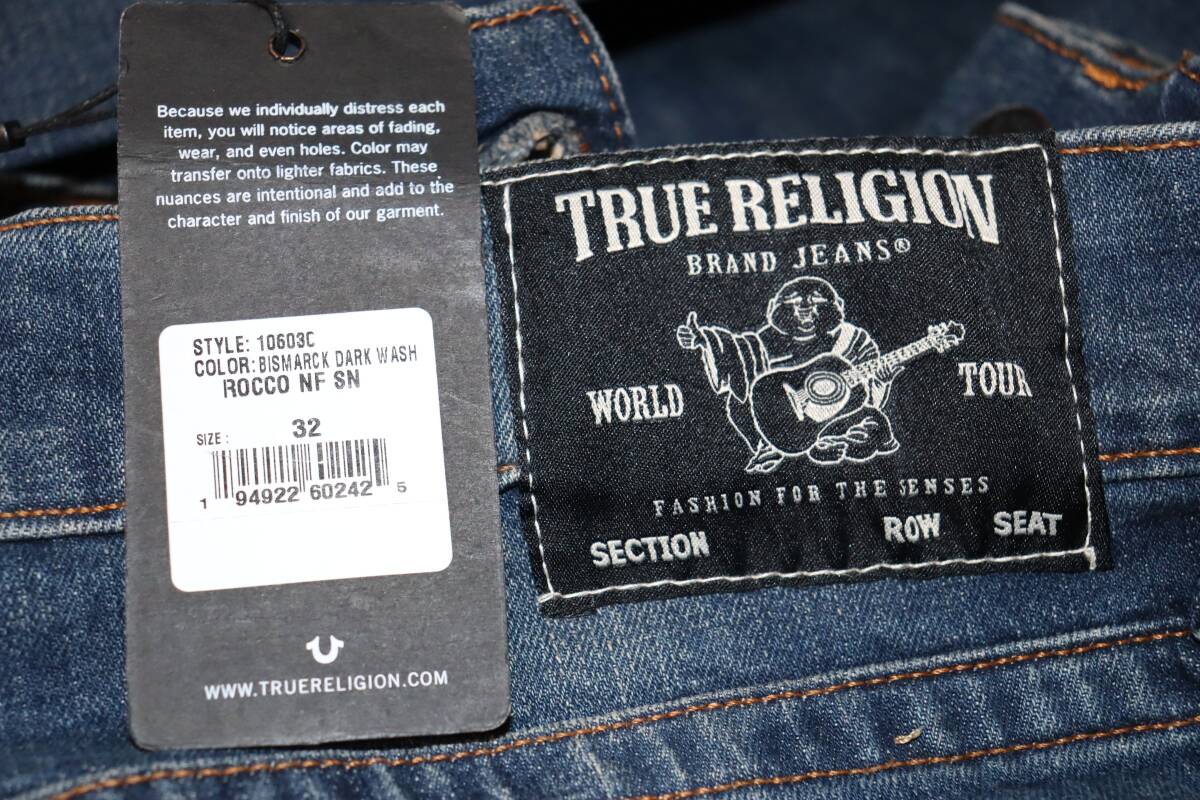 Because we individually distress each
item, you will notice areas of fading,
wear, and even holes. Color may
transfer onto lighter fabrics. These
nuances are intentional and add to the
character and finish of our garment.
STYLE: 10603C
COLOR: BISMARCK DARK WASH
ROCCO NF SN
SIZE: 32
1 94922 60242 5
WWW.TRUERELIGION.COM
TRUE RELIGION
BRAND JEANS®
WORLD TOUR
FASHION FOR THE SENSES
SECTION ROW SEAT